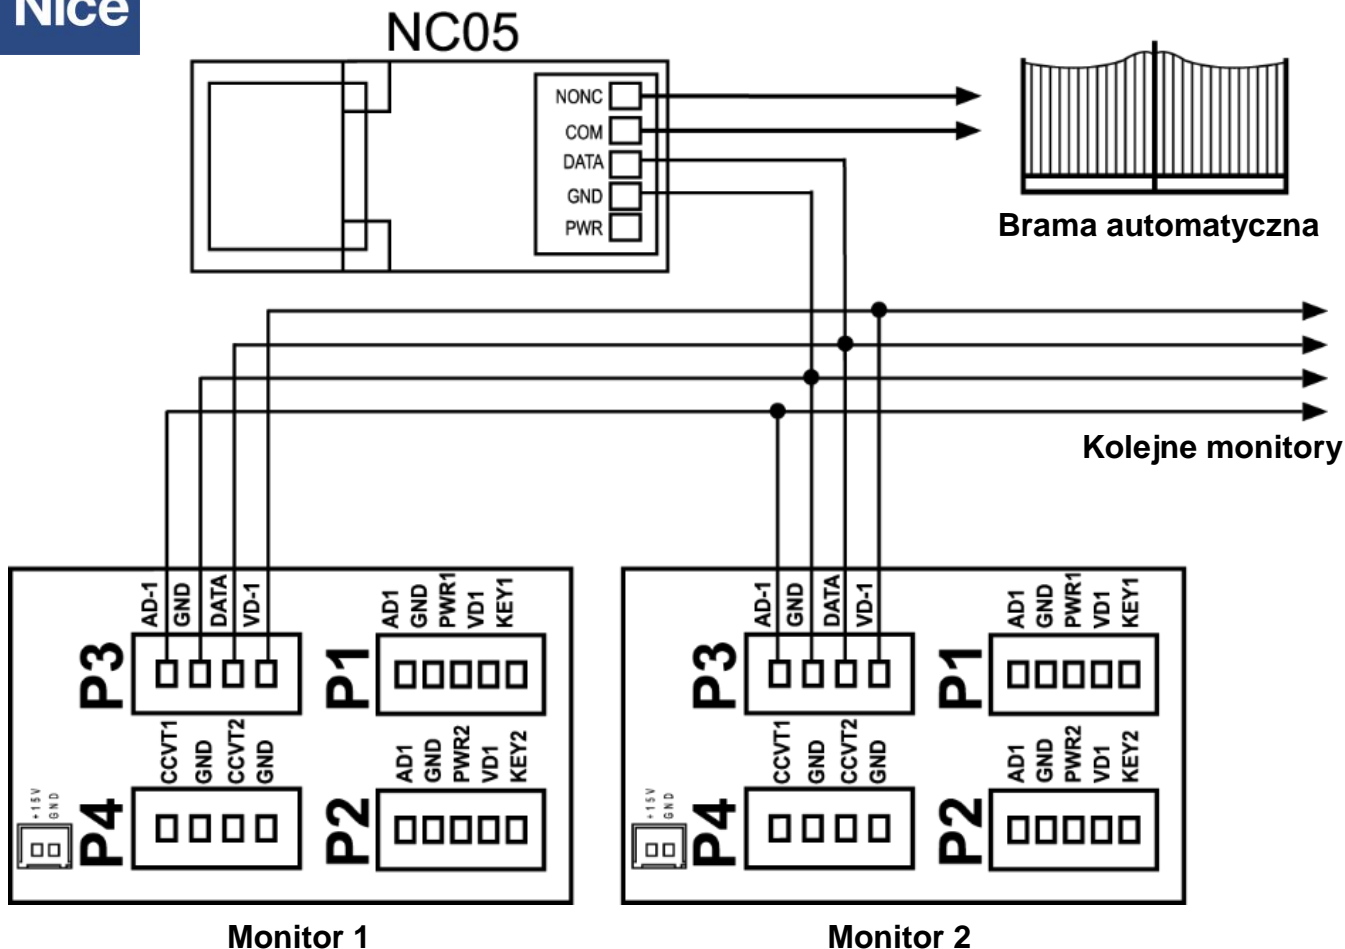 Nice
NC05
NONC
COM
DATA
GND
PWR
Brama automatyczna
Kolejne monitory
AD-1 GND DATA VD-1
AD1 GND PWR1 VD1 KEY1
P3
P1
CCVT1 GND CCVT2 GND
AD1 GND PWR2 VD1 KEY2
+15V GND
P4
P2
Monitor 1
AD-1 GND DATA VD-1
AD1 GND PWR1 VD1 KEY1
P3
P1
CCVT1 GND CCVT2 GND
AD1 GND PWR2 VD1 KEY2
+15V GND
P4
P2
Monitor 2